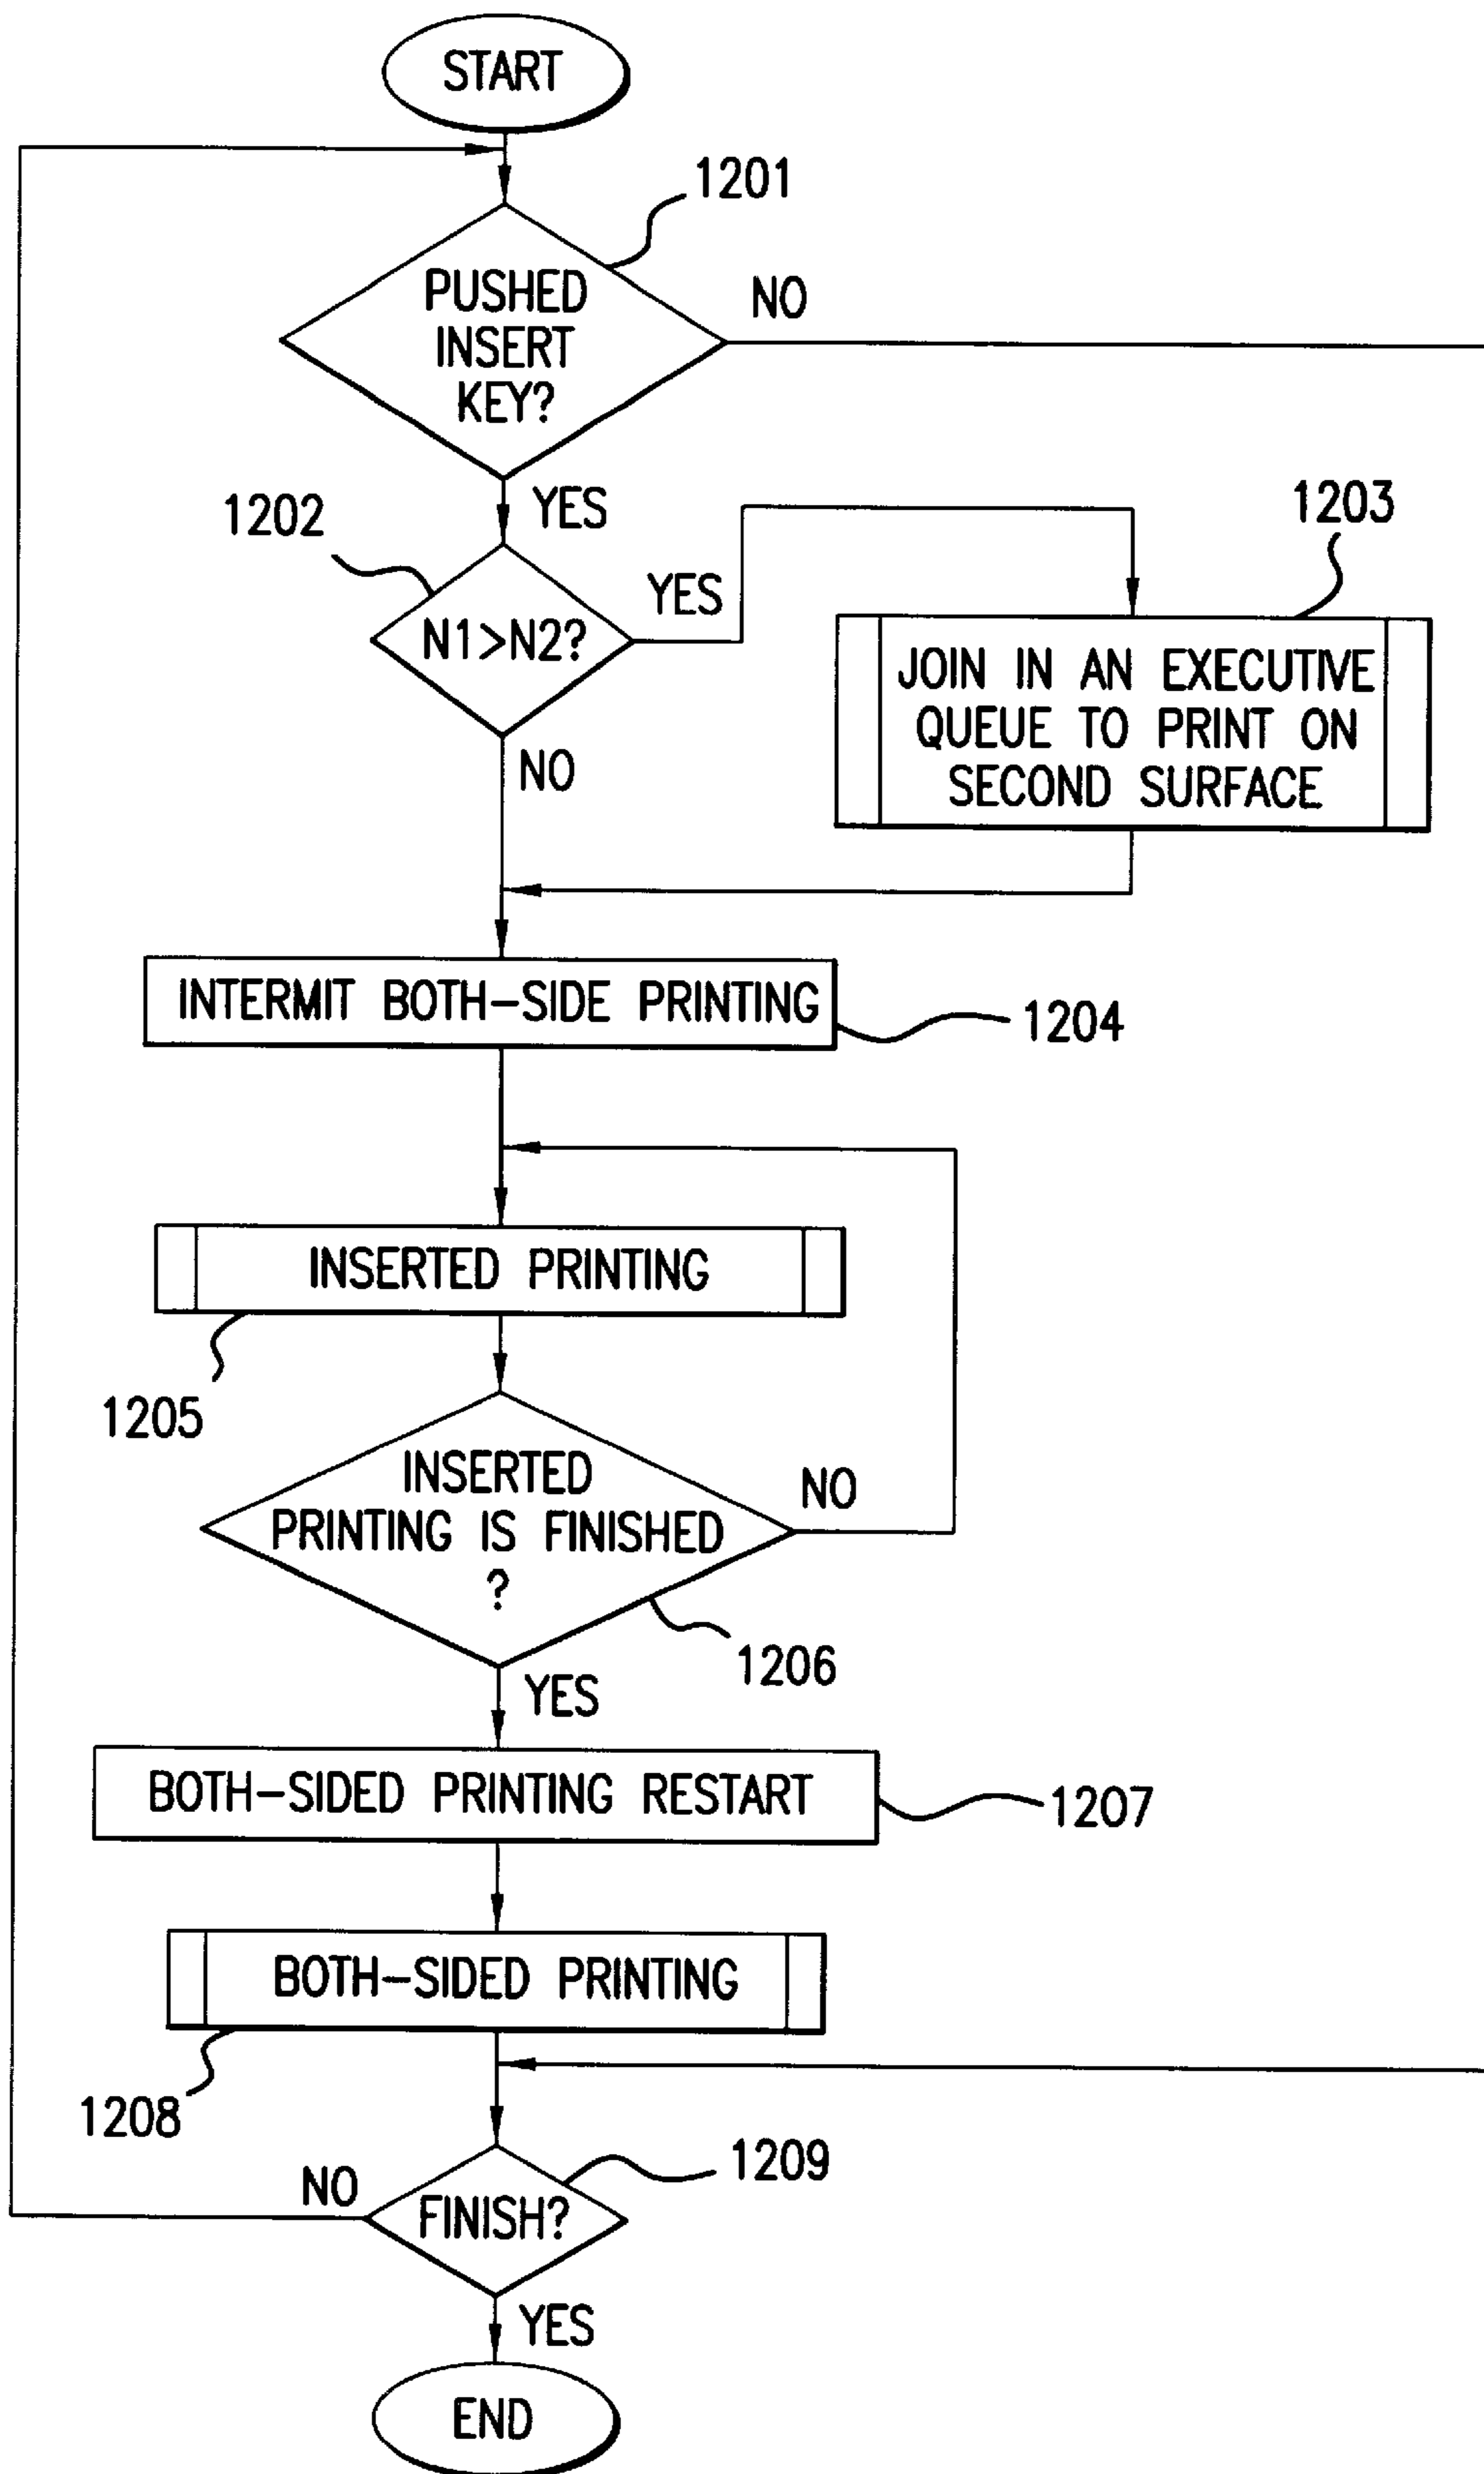 START
1201
PUSHED
INSERT
KEY?
NO
YES
1202
N1>N2?
YES
1203
JOIN IN AN EXECUTIVE
QUEUE TO PRINT ON
SECOND SURFACE
NO
INTERMIT BOTH-SIDE PRINTING
1204
INSERTED PRINTING
1205
INSERTED
PRINTING IS FINISHED
?
NO
1206
YES
BOTH-SIDED PRINTING RESTART
1207
BOTH-SIDED PRINTING
1208
1209
NO
FINISH?
YES
END